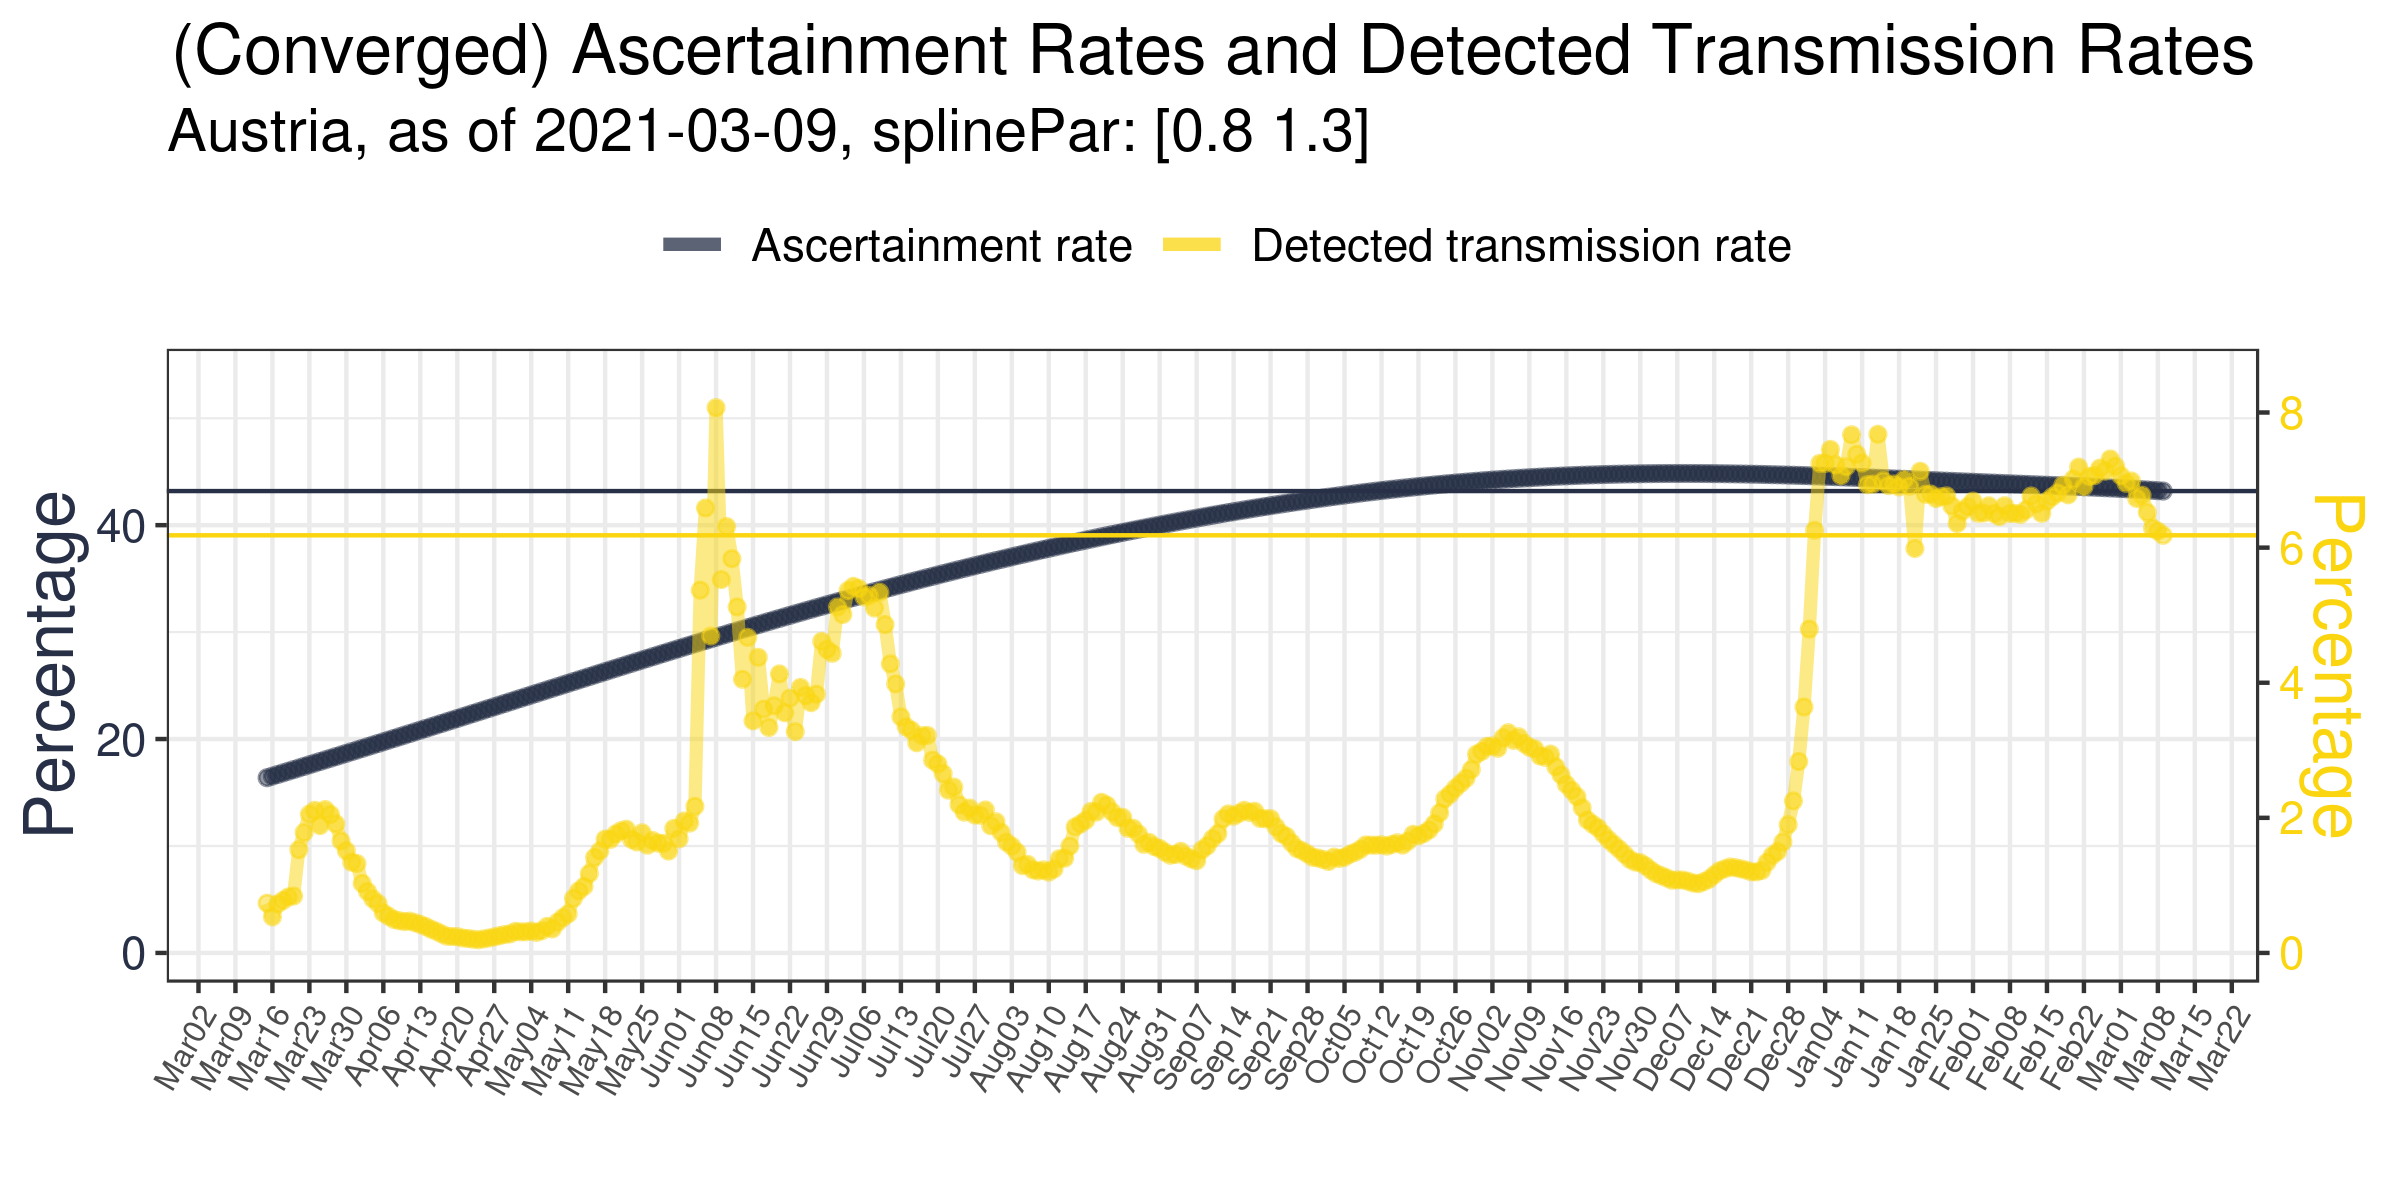 (Converged) Ascertainment Rates and Detected Transmission Rates
Austria, as of 2021-03-09, splinePar: [0.8 1.3]
Ascertainment rate Detected transmission rate
Percentage
40
20
0
8
6
4
2
0
Percentage
Mar02 Mar09 Mar16 Mar23 Mar30 Apr06 Apr13 Apr20 Apr27 May04 May11 May18 May25 Jun01 Jun08 Jun15 Jun22 Jun29 Jul06 Jul13 Jul20 Jul27 Aug03 Aug10 Aug17 Aug24 Aug31 Sep07 Sep14 Sep21 Sep28 Oct05 Oct12 Oct19 Oct26 Nov02 Nov09 Nov16 Nov23 Nov30 Dec07 Dec14 Dec21 Dec28 Jan04 Jan11 Jan18 Jan25 Feb01 Feb08 Feb15 Feb22 Mar01 Mar08 Mar15 Mar22